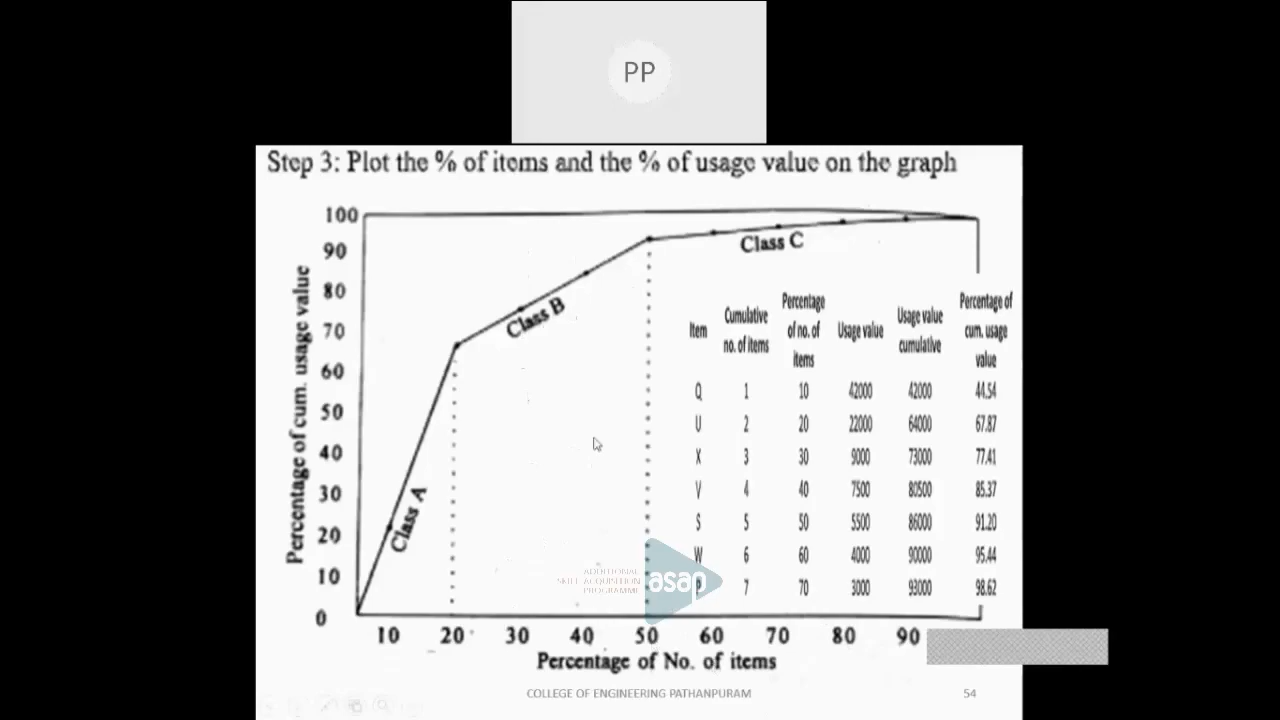 PP
Step 3: Plot the % of items and the % of usage value on the graph
Percentage of cum. usage value
100
90
80
70
60
50
40
30
20
10
0
Class A
Class B
Class C
10 20 30 40 50 60 70 80 90
Percentage of No. of items
Item Cumulative no. of items Percentage of no. of items Usage value Usage value cumulative Percentage of cum. usage value
Q 1 10 42000 42000 44.54
U 2 20 22000 64000 67.87
X 3 30 9000 73000 77.41
V 4 40 7500 80500 85.37
S 5 50 5500 86000 91.20
W 6 60 4000 90000 95.44
P 7 70 3000 93000 98.62
ADDITIONAL
SKILL ACQUISITION
PROGRAMME
asap
COLLEGE OF ENGINEERING PATHANPURAM
54